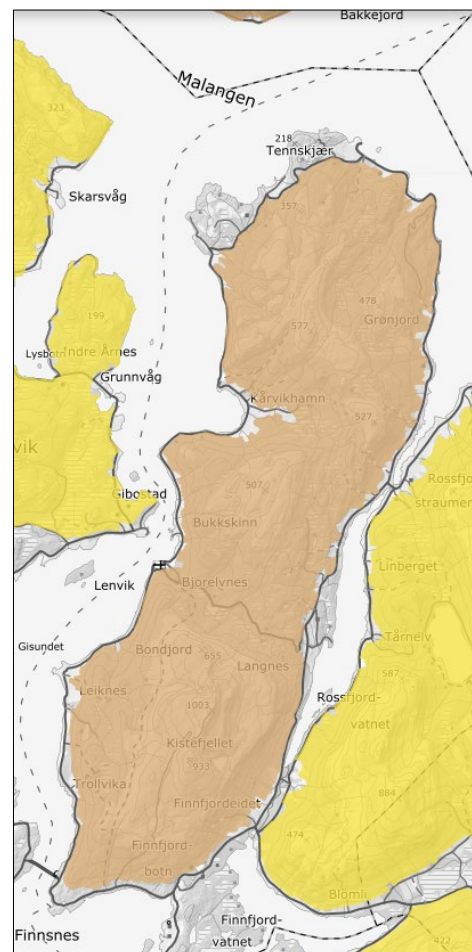 Bakkejord
Malangen
323
218
Tennskjær
Skarsvåg
357
478
199
Grønjord
577
Lysbotn
Indre Årnes
Grunnvåg
Kårvikhamn
527
vik
Rossfjord-
straumen
507
Gibostad
Bukkskinn
Linberget
Lenvik
Bjorelvnes
Tårnelv
Gisundet
Bondjord
655
Langnes
587
Leiknes
Rossfjord-
vatnet
1003
Kistefjellet
933
Trollvika
884
Finnfjordeidet
474
Finnfjord-
botn
Blomli
Finnfjord-
vatnet
Finnsnes
422